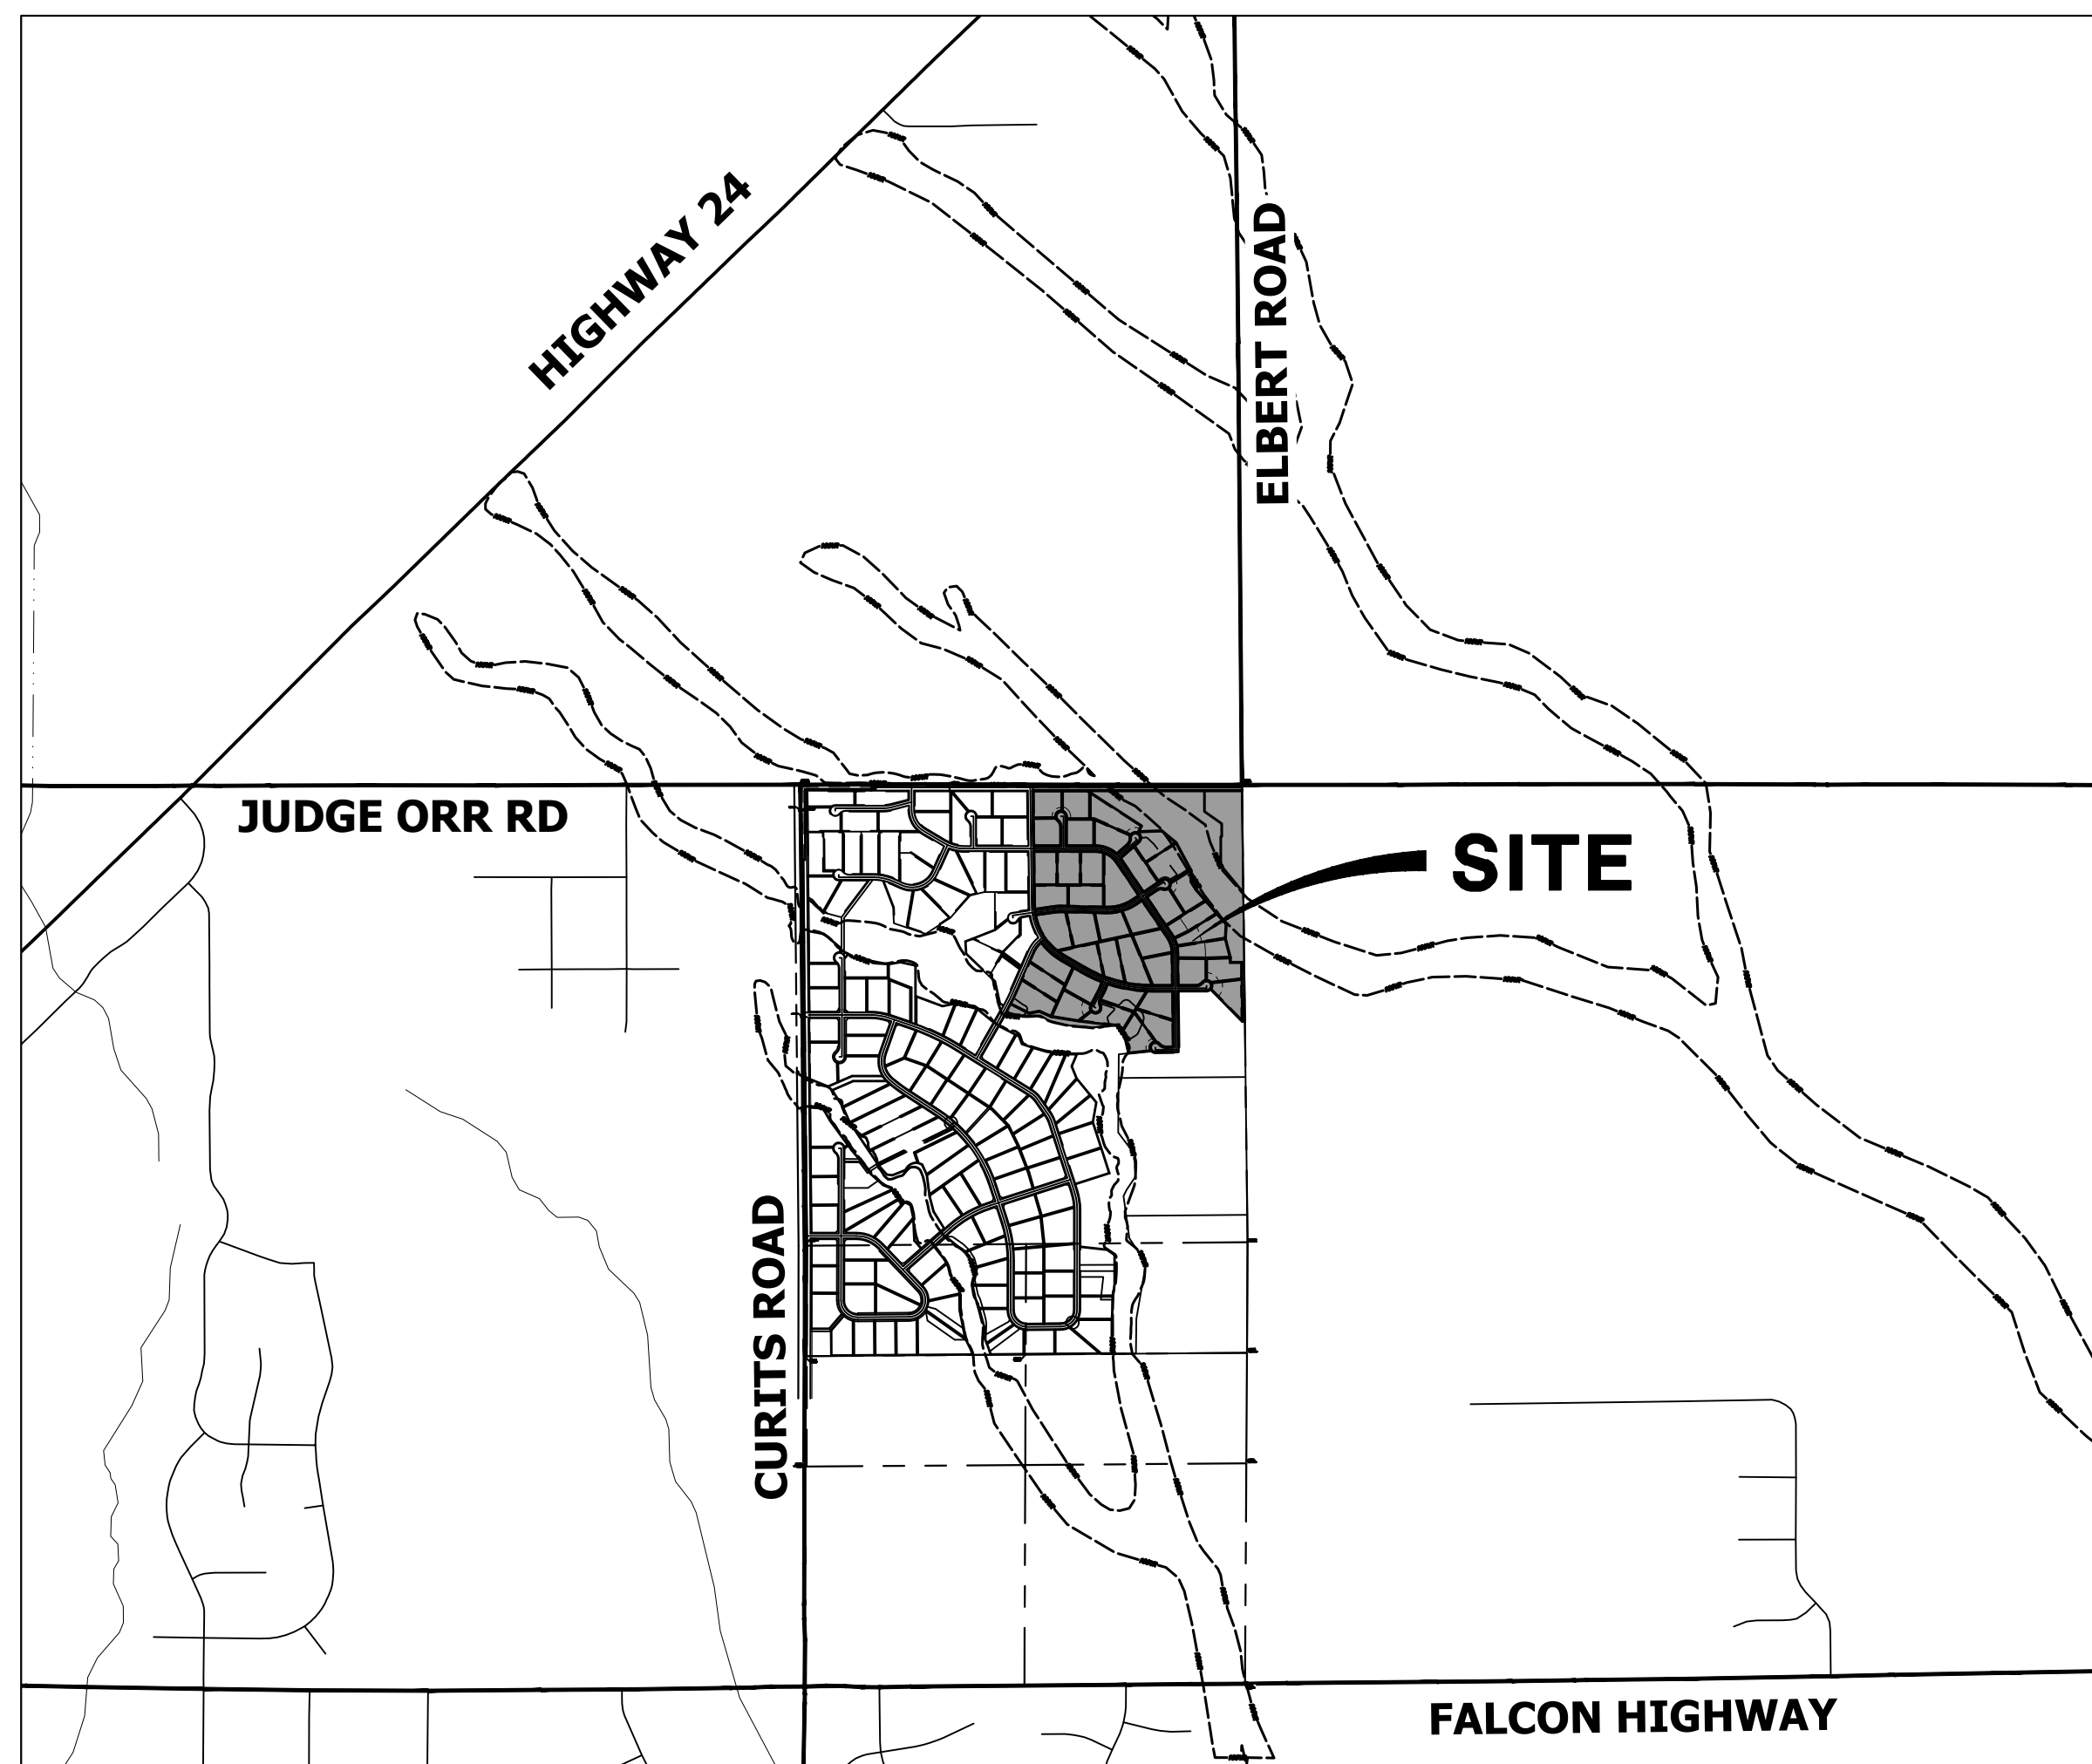 HIGHWAY 24
ELBERT ROAD
JUDGE ORR RD
SITE
CURITS ROAD
FALCON HIGHWAY